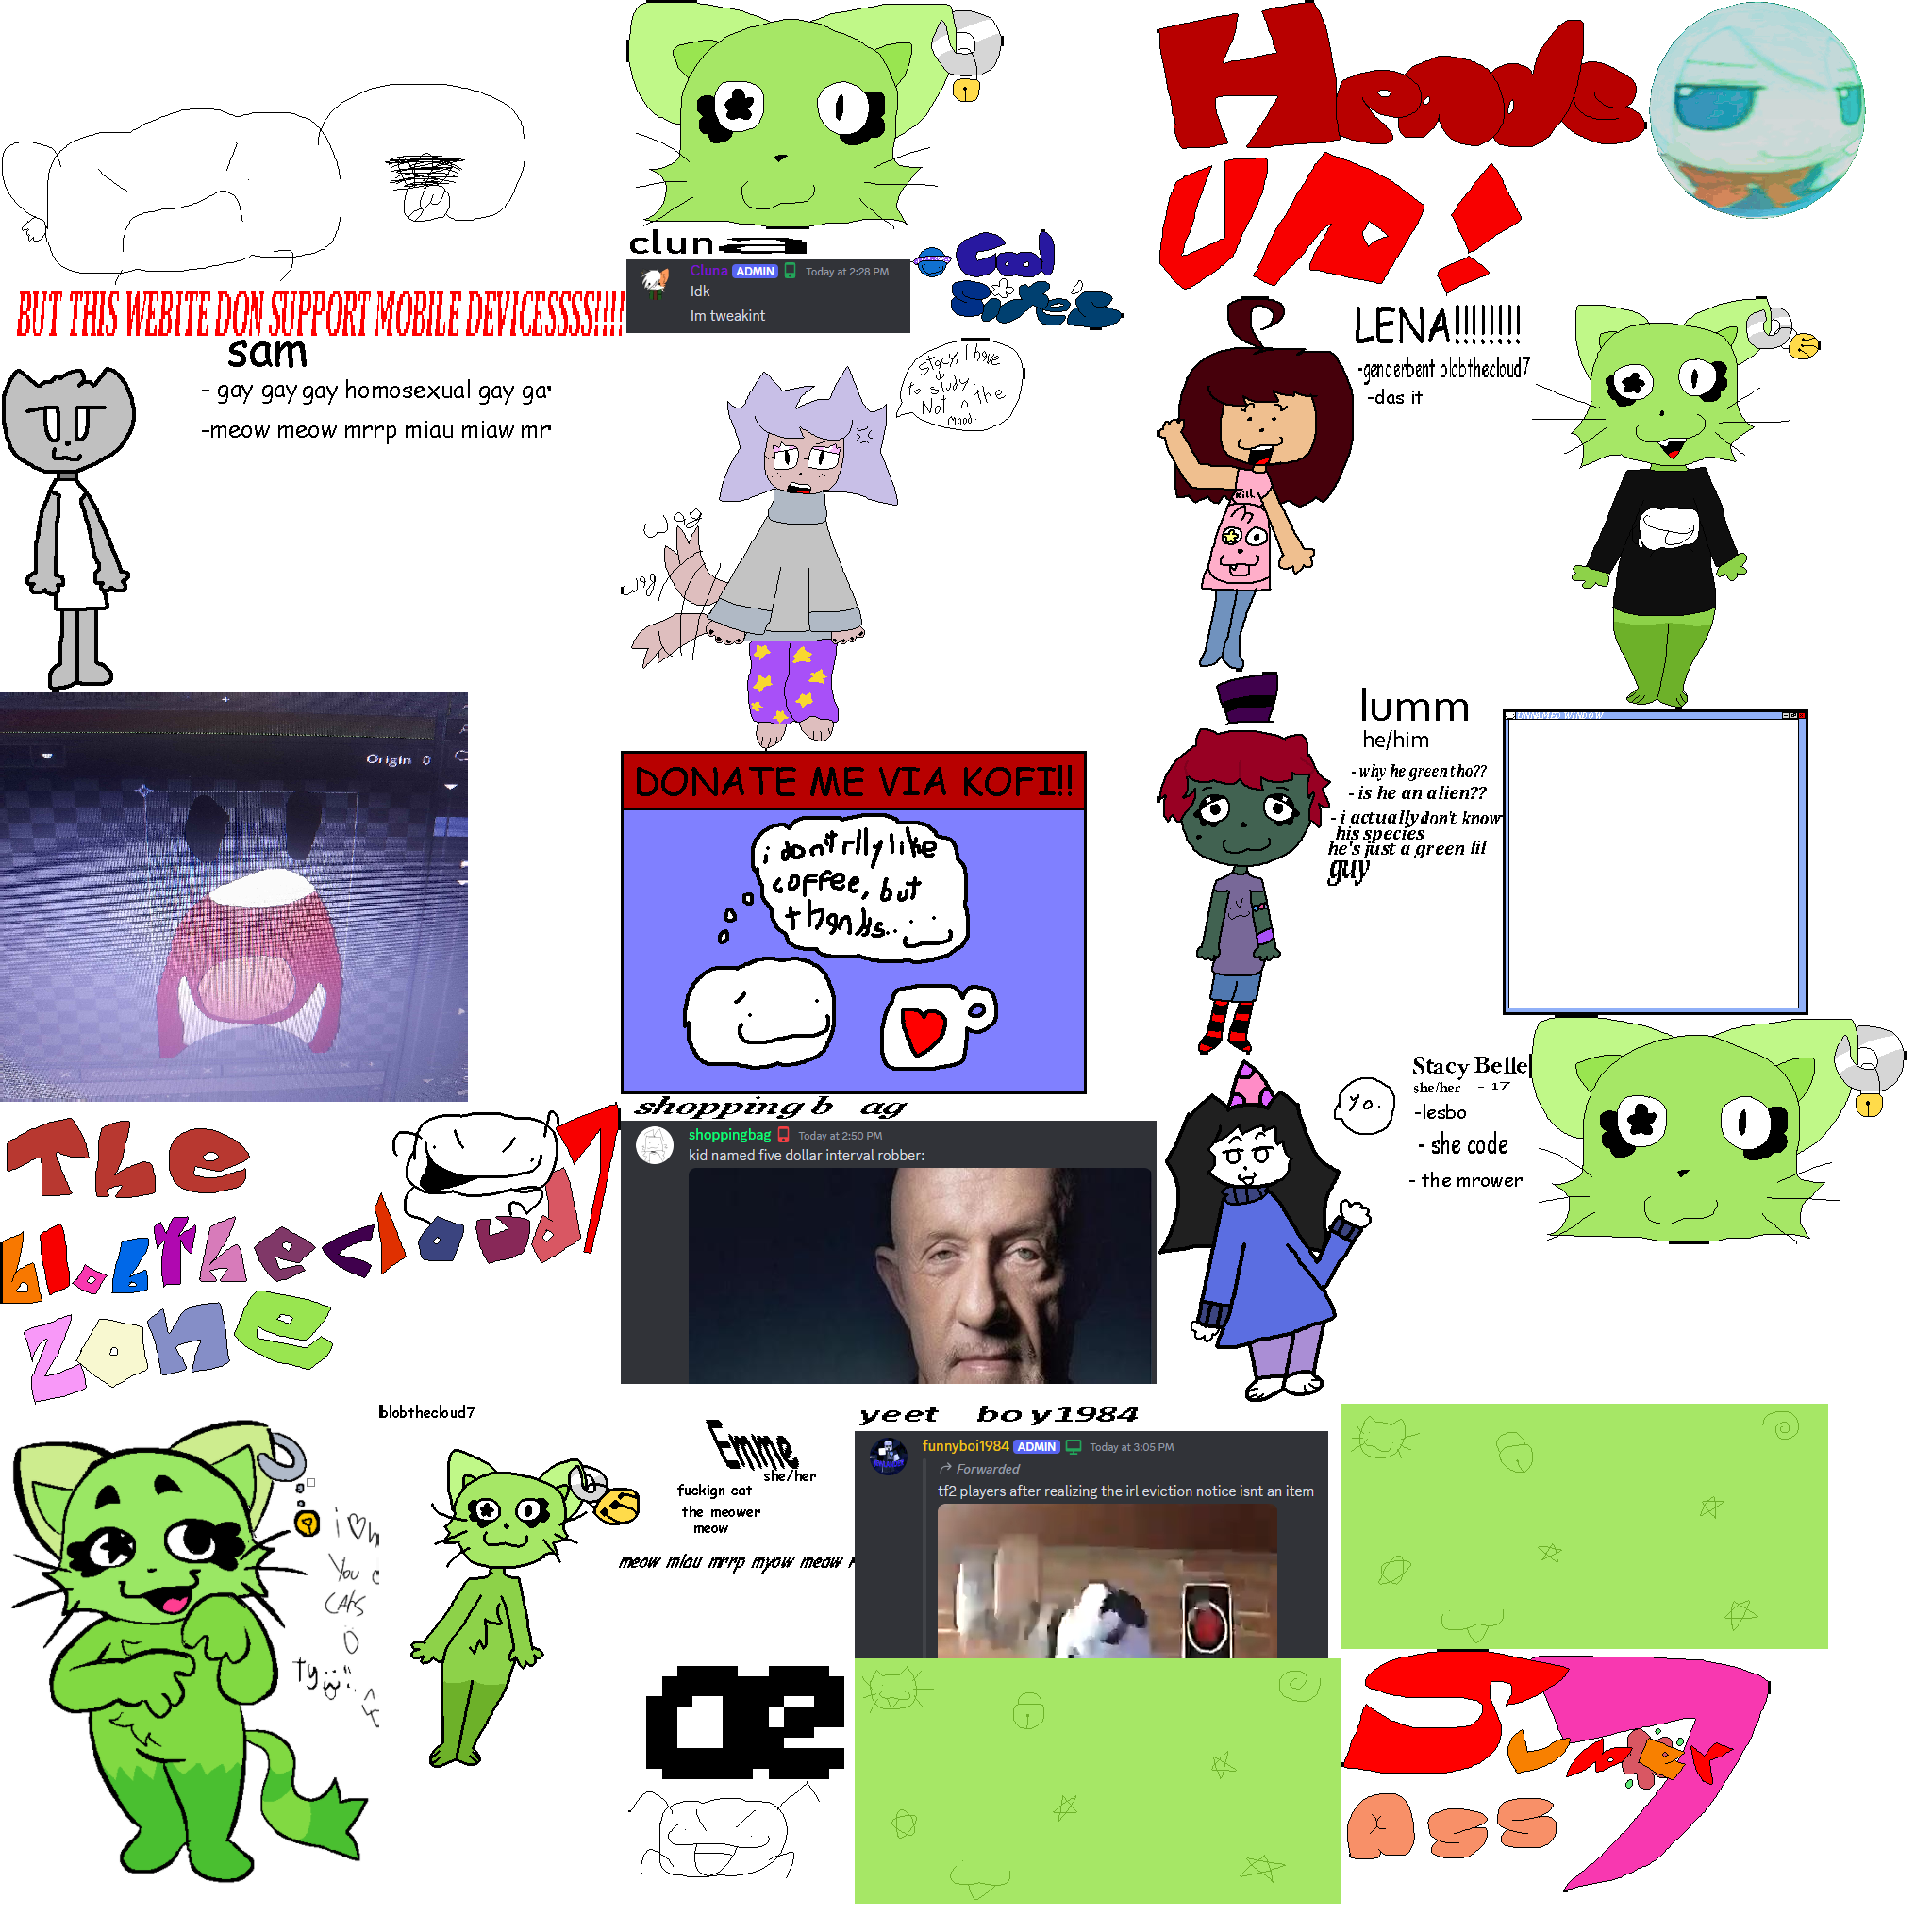 BUT THIS WEBITE DON SUPPORT MOBILE DEVICESSSS!!!!
cluna
Cluna ADMIN Today at 2:28 PM
Idk
Im tweakint
Cool
Sites
Heads
UP!
sam
- gay gay gay homosexual gay ga
-meow meow mrrp miau miaw mr
stacy, I have
to study.
Not in the
mood.
wag
wag
LENA!!!!!!!!
-genderbent blobthecloud7
-das it
kill
Origin 0
DONATE ME VIA KOFI!!
i don't rlly like
coffee, but
thanks..
lumm
he/him
- why he green tho??
- is he an alien??
- i actually don't know
his species
he's just a green lil
guy
UNNAMED WINDOW
The
blobthecloud7
zone
shopping b ag
shoppingbag Today at 2:50 PM
kid named five dollar interval robber:
Yo.
Stacy Belle
she/her - 17
-lesbo
- she code
- the mrower
blobthecloud7
i
You
CATS
ty
Emme
she/her
fuckign cat
the meower
meow
meow miau mrrp myow meow
yeet boy1984
funnyboi1984 ADMIN Today at 3:05 PM
Forwarded
tf2 players after realizing the irl eviction notice isnt an item
ass